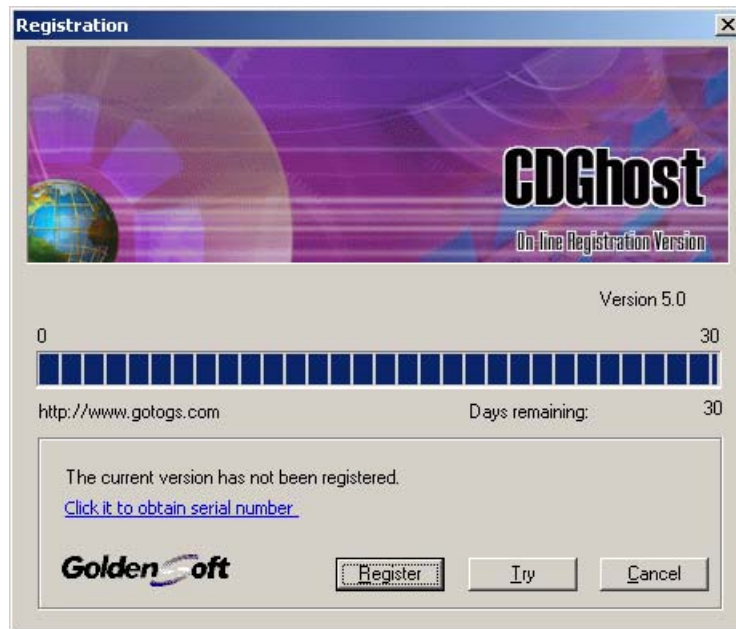 Registration
CDGhost
On-line Registration Version
Version 5.0
0 30
http://www.gotogs.com Days remaining: 30
The current version has not been registered.
Click it to obtain serial number
GoldenSoft Register Try Cancel